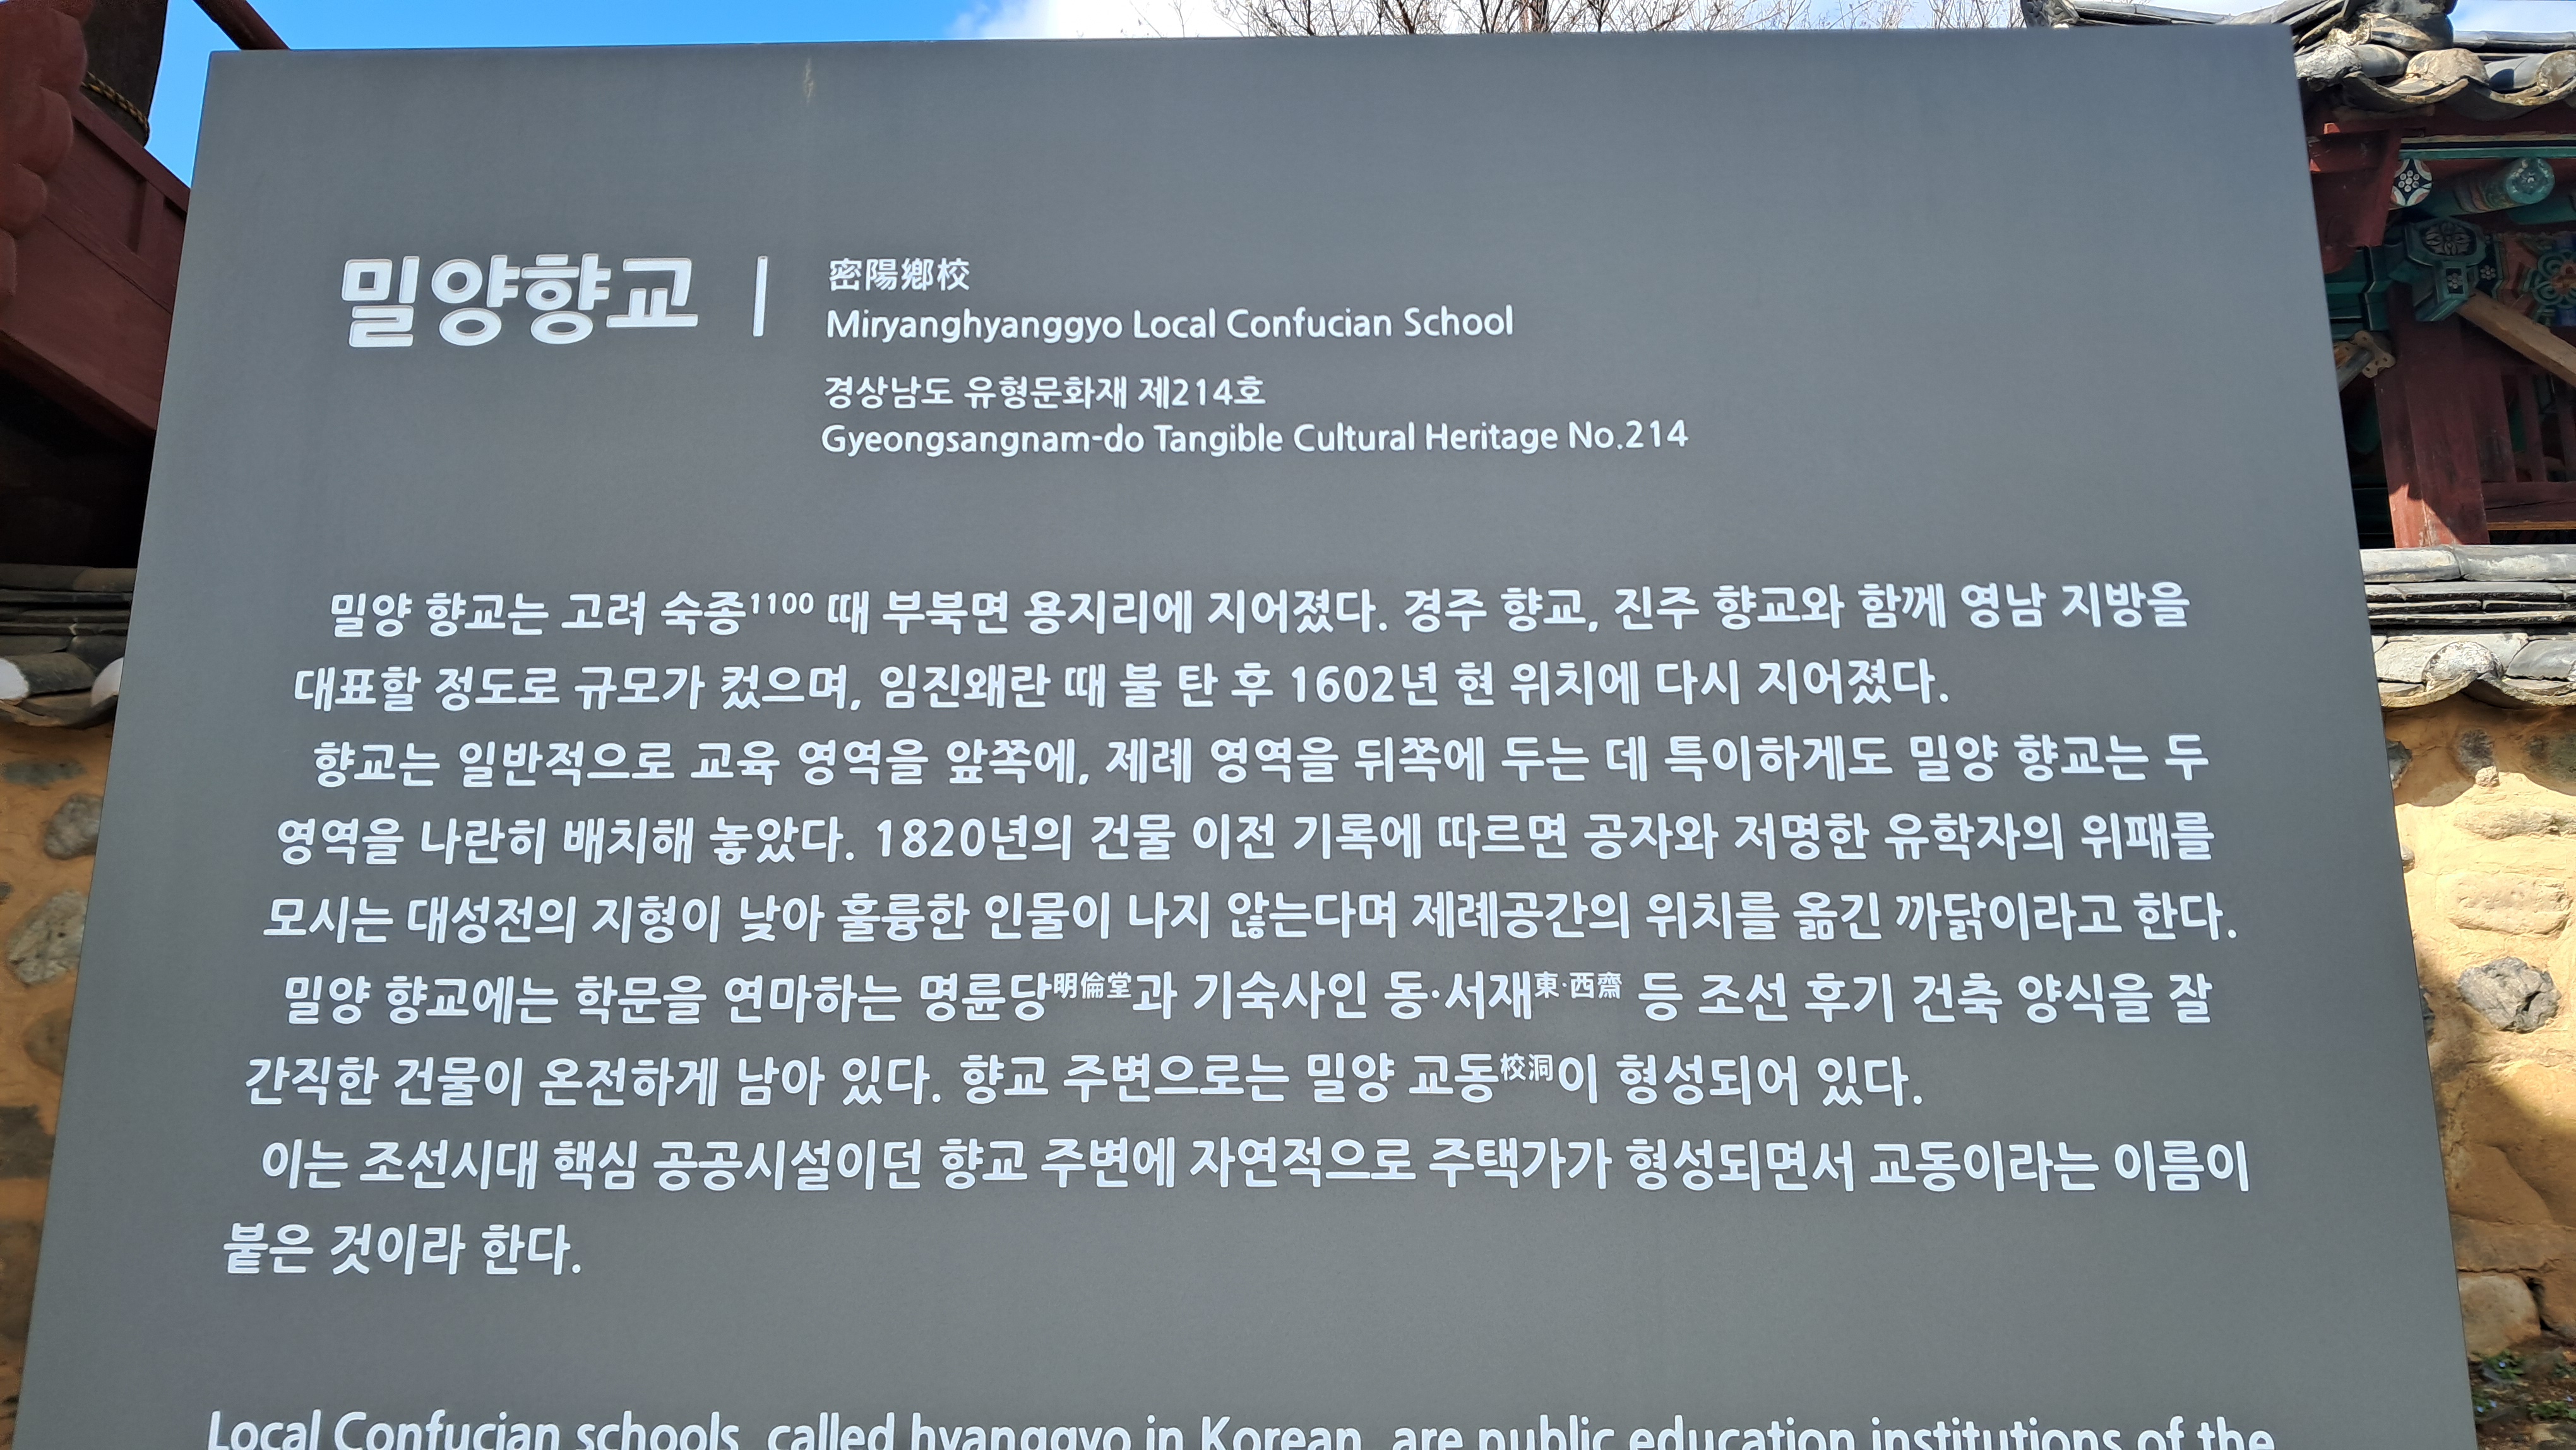 밀양향교
密陽鄕校
Miryanghyanggyo Local Confucian School
경상남도 유형문화재 제214호
Gyeongsangnam-do Tangible Cultural Heritage No.214
밀양 향교는 고려 숙종1100 때 부북면 용지리에 지어졌다. 경주 향교, 진주 향교와 함께 영남 지방을
대표할 정도로 규모가 컸으며, 임진왜란 때 불 탄 후 1602년 현 위치에 다시 지어졌다.
향교는 일반적으로 교육 영역을 앞쪽에, 제례 영역을 뒤쪽에 두는 데 특이하게도 밀양 향교는 두
영역을 나란히 배치해 놓았다. 1820년의 건물 이전 기록에 따르면 공자와 저명한 유학자의 위패를
모시는 대성전의 지형이 낮아 훌륭한 인물이 나지 않는다며 제례공간의 위치를 옮긴 까닭이라고 한다.
밀양 향교에는 학문을 연마하는 명륜당明倫堂과 기숙사인 동·서재東·西齋 등 조선 후기 건축 양식을 잘
간직한 건물이 온전하게 남아 있다. 향교 주변으로는 밀양 교동校洞이 형성되어 있다.
이는 조선시대 핵심 공공시설이던 향교 주변에 자연적으로 주택가가 형성되면서 교동이라는 이름이
붙은 것이라 한다.
Local Confucian schools, called hyanggyo in Korean, are public education institutions of the